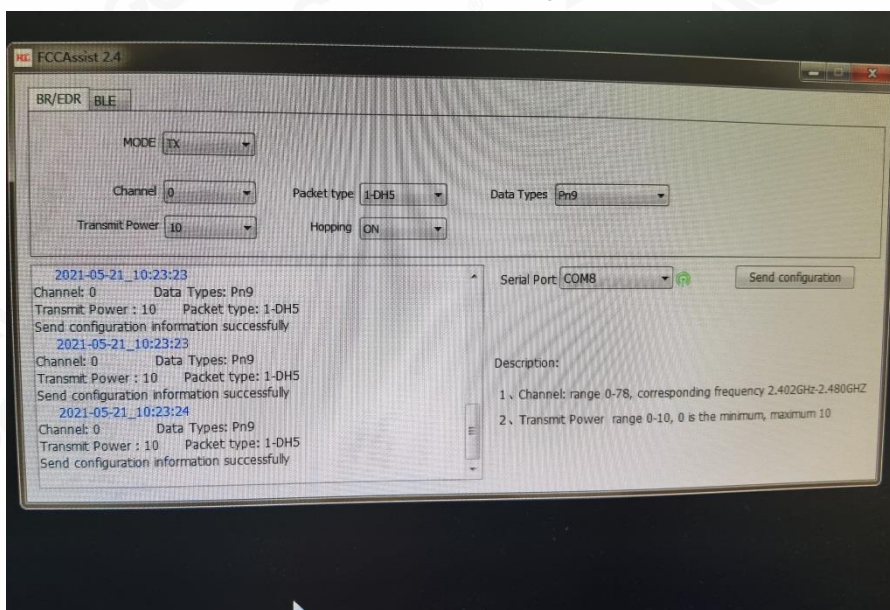 FCCAssist 2.4
BR/EDR BLE
MODE TX
Channel 0 Packet type 1-DH5 Data Types Pn9
Transmit Power 10 Hopping ON
2021-05-21_10:23:23
Channel: 0 Data Types: Pn9
Transmit Power : 10 Packet type: 1-DH5
Send configuration information successfully
2021-05-21_10:23:23
Channel: 0 Data Types: Pn9
Transmit Power : 10 Packet type: 1-DH5
Send configuration information successfully
2021-05-21_10:23:24
Channel: 0 Data Types: Pn9
Transmit Power : 10 Packet type: 1-DH5
Send configuration information successfully
Serial Port COM8 Send configuration
Description:
1、Channel: range 0-78, corresponding frequency 2.402GHz-2.480GHZ
2、Transmit Power range 0-10, 0 is the minimum, maximum 10